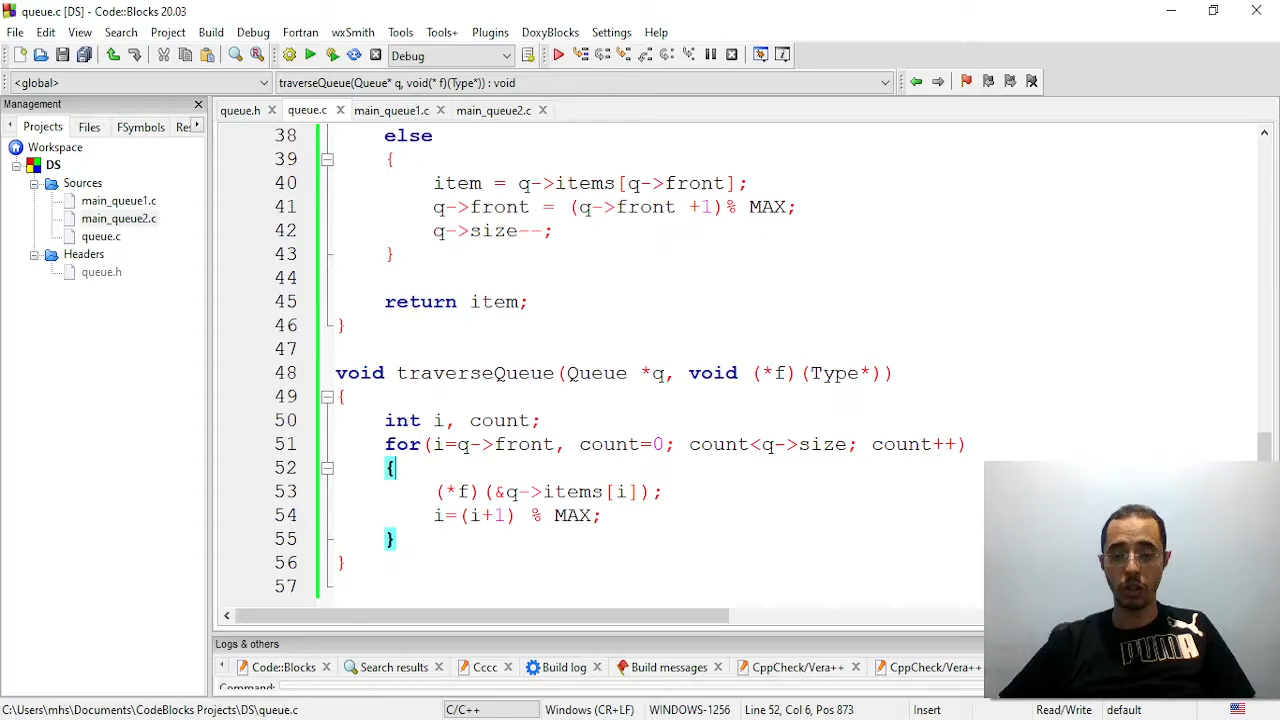 queue.c [DS] - Code::Blocks 20.03
File Edit View Search Project Build Debug Fortran wxSmith Tools Tools+ Plugins DoxyBlocks Settings Help
Debug
<global> traverseQueue(Queue* q, void(* f)(Type*)) : void
Management
Projects Files FSymbols Re
queue.h queue.c main_queue1.c main_queue2.c
Workspace
DS
Sources
main_queue1.c
main_queue2.c
queue.c
Headers
queue.h
38 else
39 {
40 item = q->items[q->front];
41 q->front = (q->front +1)% MAX;
42 q->size--;
43 }
44
45 return item;
46 }
47
48 void traverseQueue(Queue *q, void (*f)(Type*))
49 {
50 int i, count;
51 for(i=q->front, count=0; count<q->size; count++)
52 {
53 (*f)(&q->items[i]);
54 i=(i+1) % MAX;
55 }
56 }
57
Logs & others
Code::Blocks Search results Cccc Build log Build messages CppCheck/Vera++ CppCheck/Vera++
Command:
C:\Users\mhs\Documents\CodeBlocks Projects\DS\queue. C/C++ Windows (CR+LF) WINDOWS-1256 Line 52, Col 6, Pos 873 Insert Read/Write default
PUMA